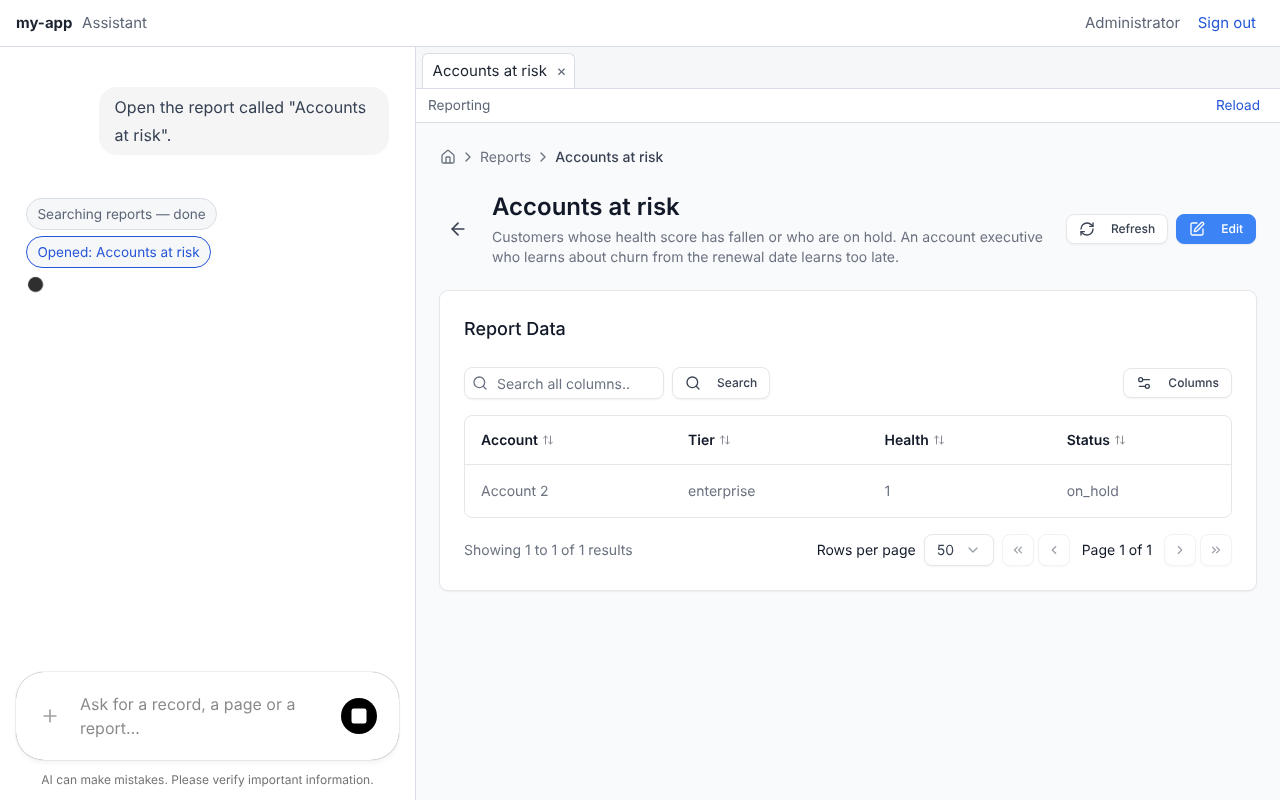 my-app Assistant
Administrator Sign out
Open the report called "Accounts
at risk".
Searching reports — done
Opened: Accounts at risk
Ask for a record, a page or a
report...
AI can make mistakes. Please verify important information.
Accounts at risk ×
Reporting
Reload
Reports Accounts at risk
Accounts at risk
Customers whose health score has fallen or who are on hold. An account executive
who learns about churn from the renewal date learns too late.
Refresh
Edit
Report Data
Search all columns..
Search
Columns
Account Tier Health Status
Account 2 enterprise 1 on_hold
Showing 1 to 1 of 1 results
Rows per page 50 Page 1 of 1